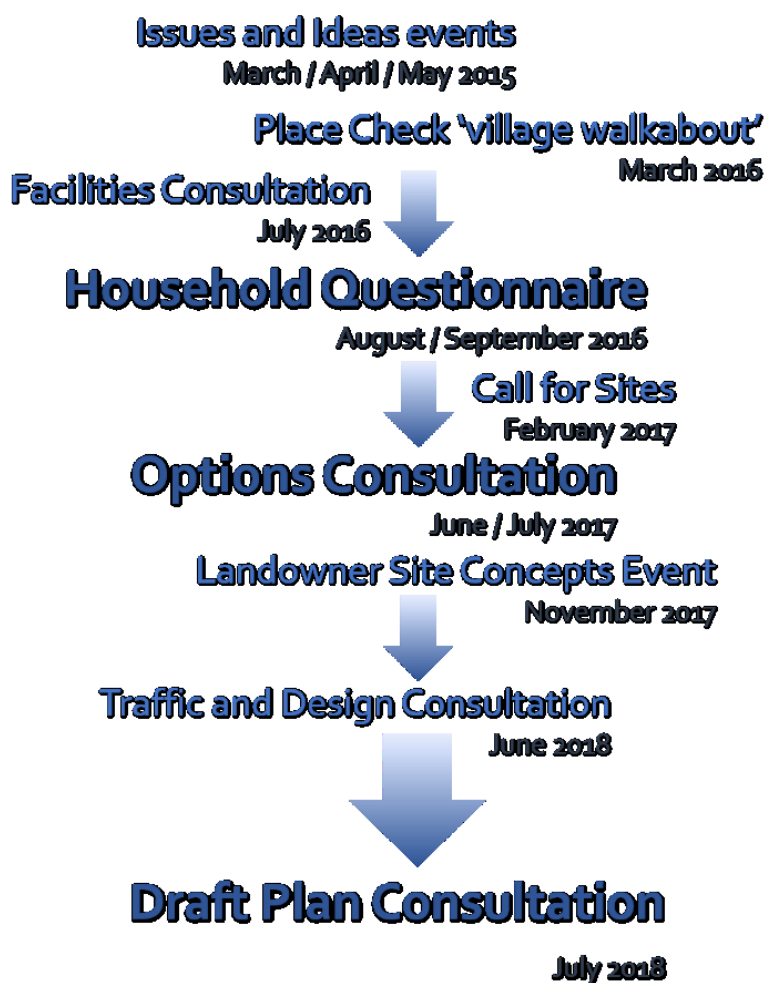 Issues and Ideas events
March / April / May 2015
Place Check ‘village walkabout’
March 2016
Facilities Consultation
July 2016
Household Questionnaire
August / September 2016
Call for Sites
February 2017
Options Consultation
June / July 2017
Landowner Site Concepts Event
November 2017
Traffic and Design Consultation
June 2018
Draft Plan Consultation
July 2018